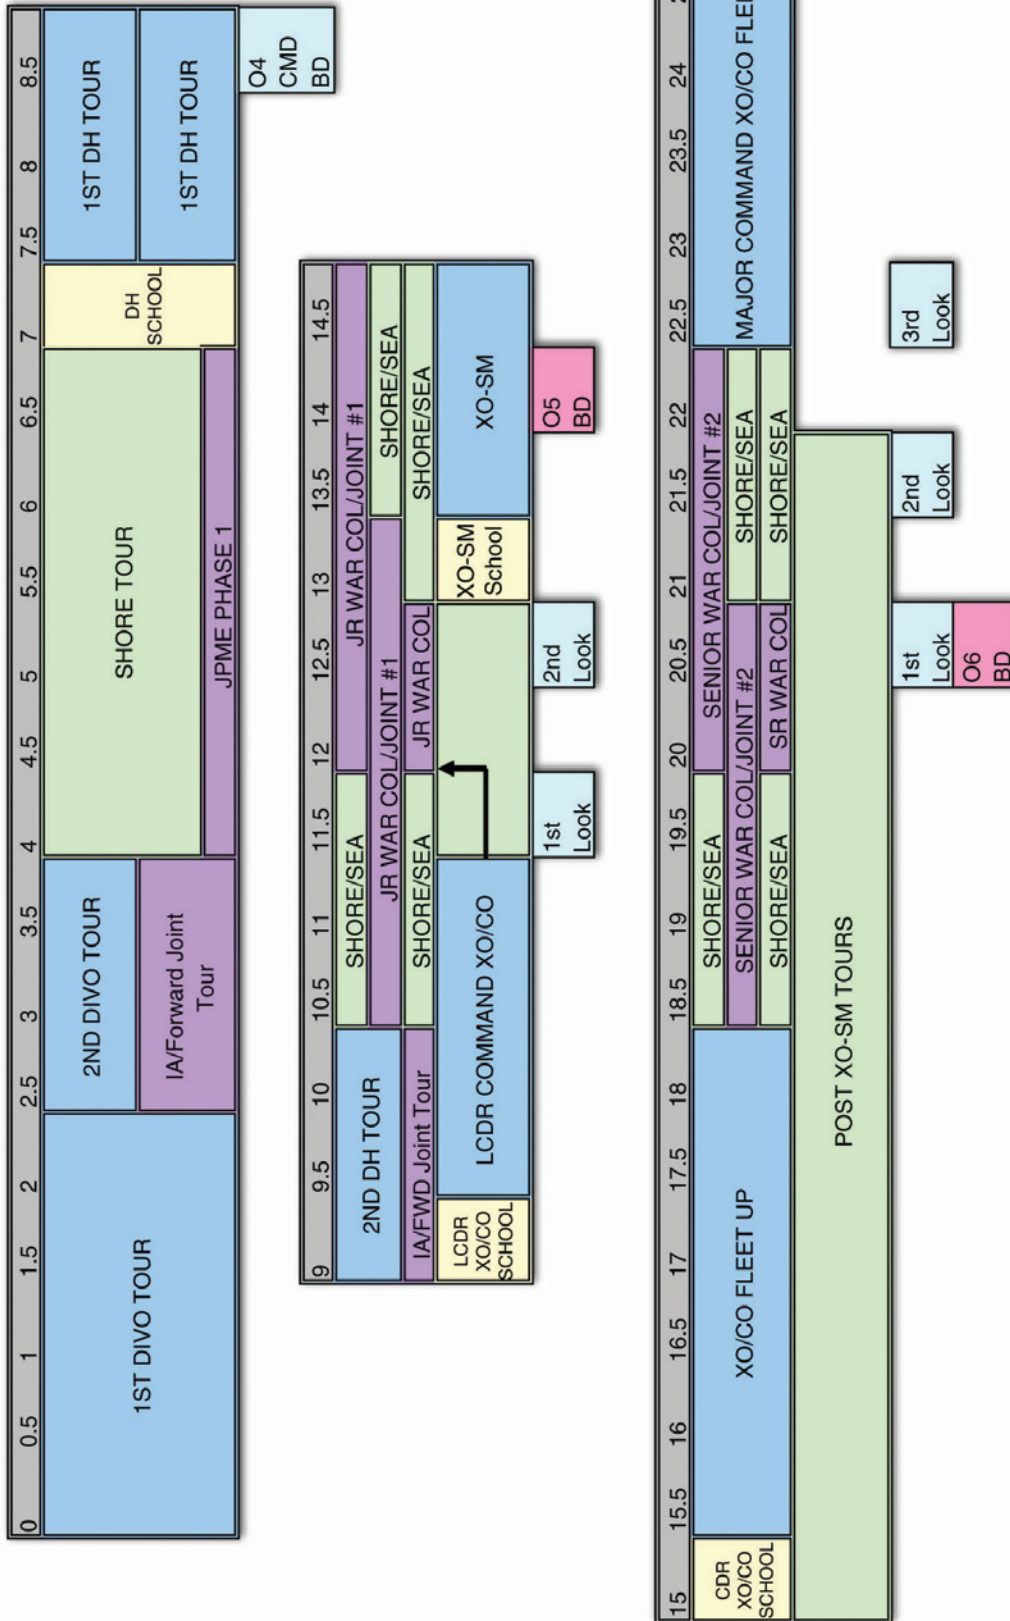 0 0.5 1 1.5 2 2.5 3 3.5 4 4.5 5 5.5 6 6.5 7 7.5 8 8.5
1ST DIVO TOUR
2ND DIVO TOUR
IA/Forward Joint
Tour
SHORE TOUR
JPME PHASE 1
DH
SCHOOL
1ST DH TOUR
1ST DH TOUR
O4
CMD
BD
9 9.5 10 10.5 11 11.5 12 12.5 13 13.5 14 14.5
2ND DH TOUR
SHORE/SEA
JR WAR COL/JOINT #1
JR WAR COL/JOINT #1
SHORE/SEA
IA/FWD Joint Tour
SHORE/SEA
JR WAR COL
SHORE/SEA
LCDR
XO/CO
SCHOOL
LCDR COMMAND XO/CO
XO-SM
School
XO-SM
1st
Look
2nd
Look
O5
BD
15 15.5 16 16.5 17 17.5 18 18.5 19 19.5 20 20.5 21 21.5 22 22.5 23 23.5 24
CDR
XO/CO
SCHOOL
XO/CO FLEET UP
SHORE/SEA
SENIOR WAR COL/JOINT #2
SENIOR WAR COL/JOINT #2
SHORE/SEA
SHORE/SEA
SR WAR COL
SHORE/SEA
MAJOR COMMAND XO/CO FLE
POST XO-SM TOURS
1st
Look
O6
BD
2nd
Look
3rd
Look